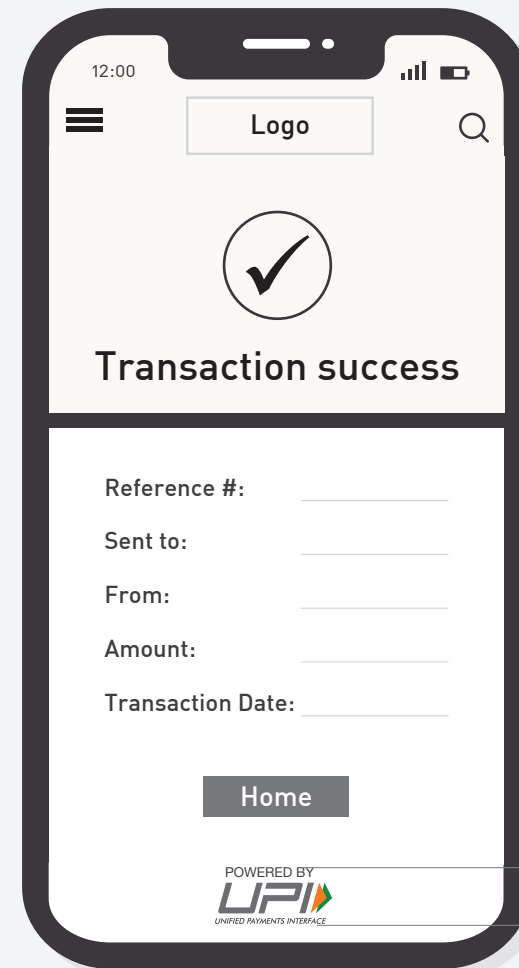 12:00
Logo
Transaction success
Reference #:
Sent to:
From:
Amount:
Transaction Date:
Home
POWERED BY
UPI
UNIFIED PAYMENTS INTERFACE